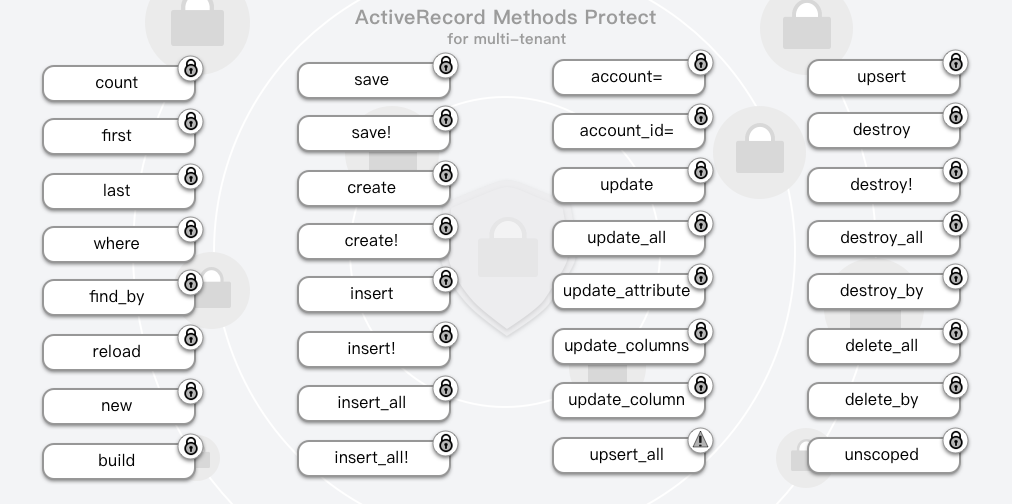 ActiveRecord Methods Protect
for multi-tenant
count
first
last
where
find_by
reload
new
build
save
save!
create
create!
insert
insert!
insert_all
insert_all!
account=
account_id=
update
update_all
update_attribute
update_columns
update_column
upsert_all
upsert
destroy
destroy!
destroy_all
destroy_by
delete_all
delete_by
unscoped